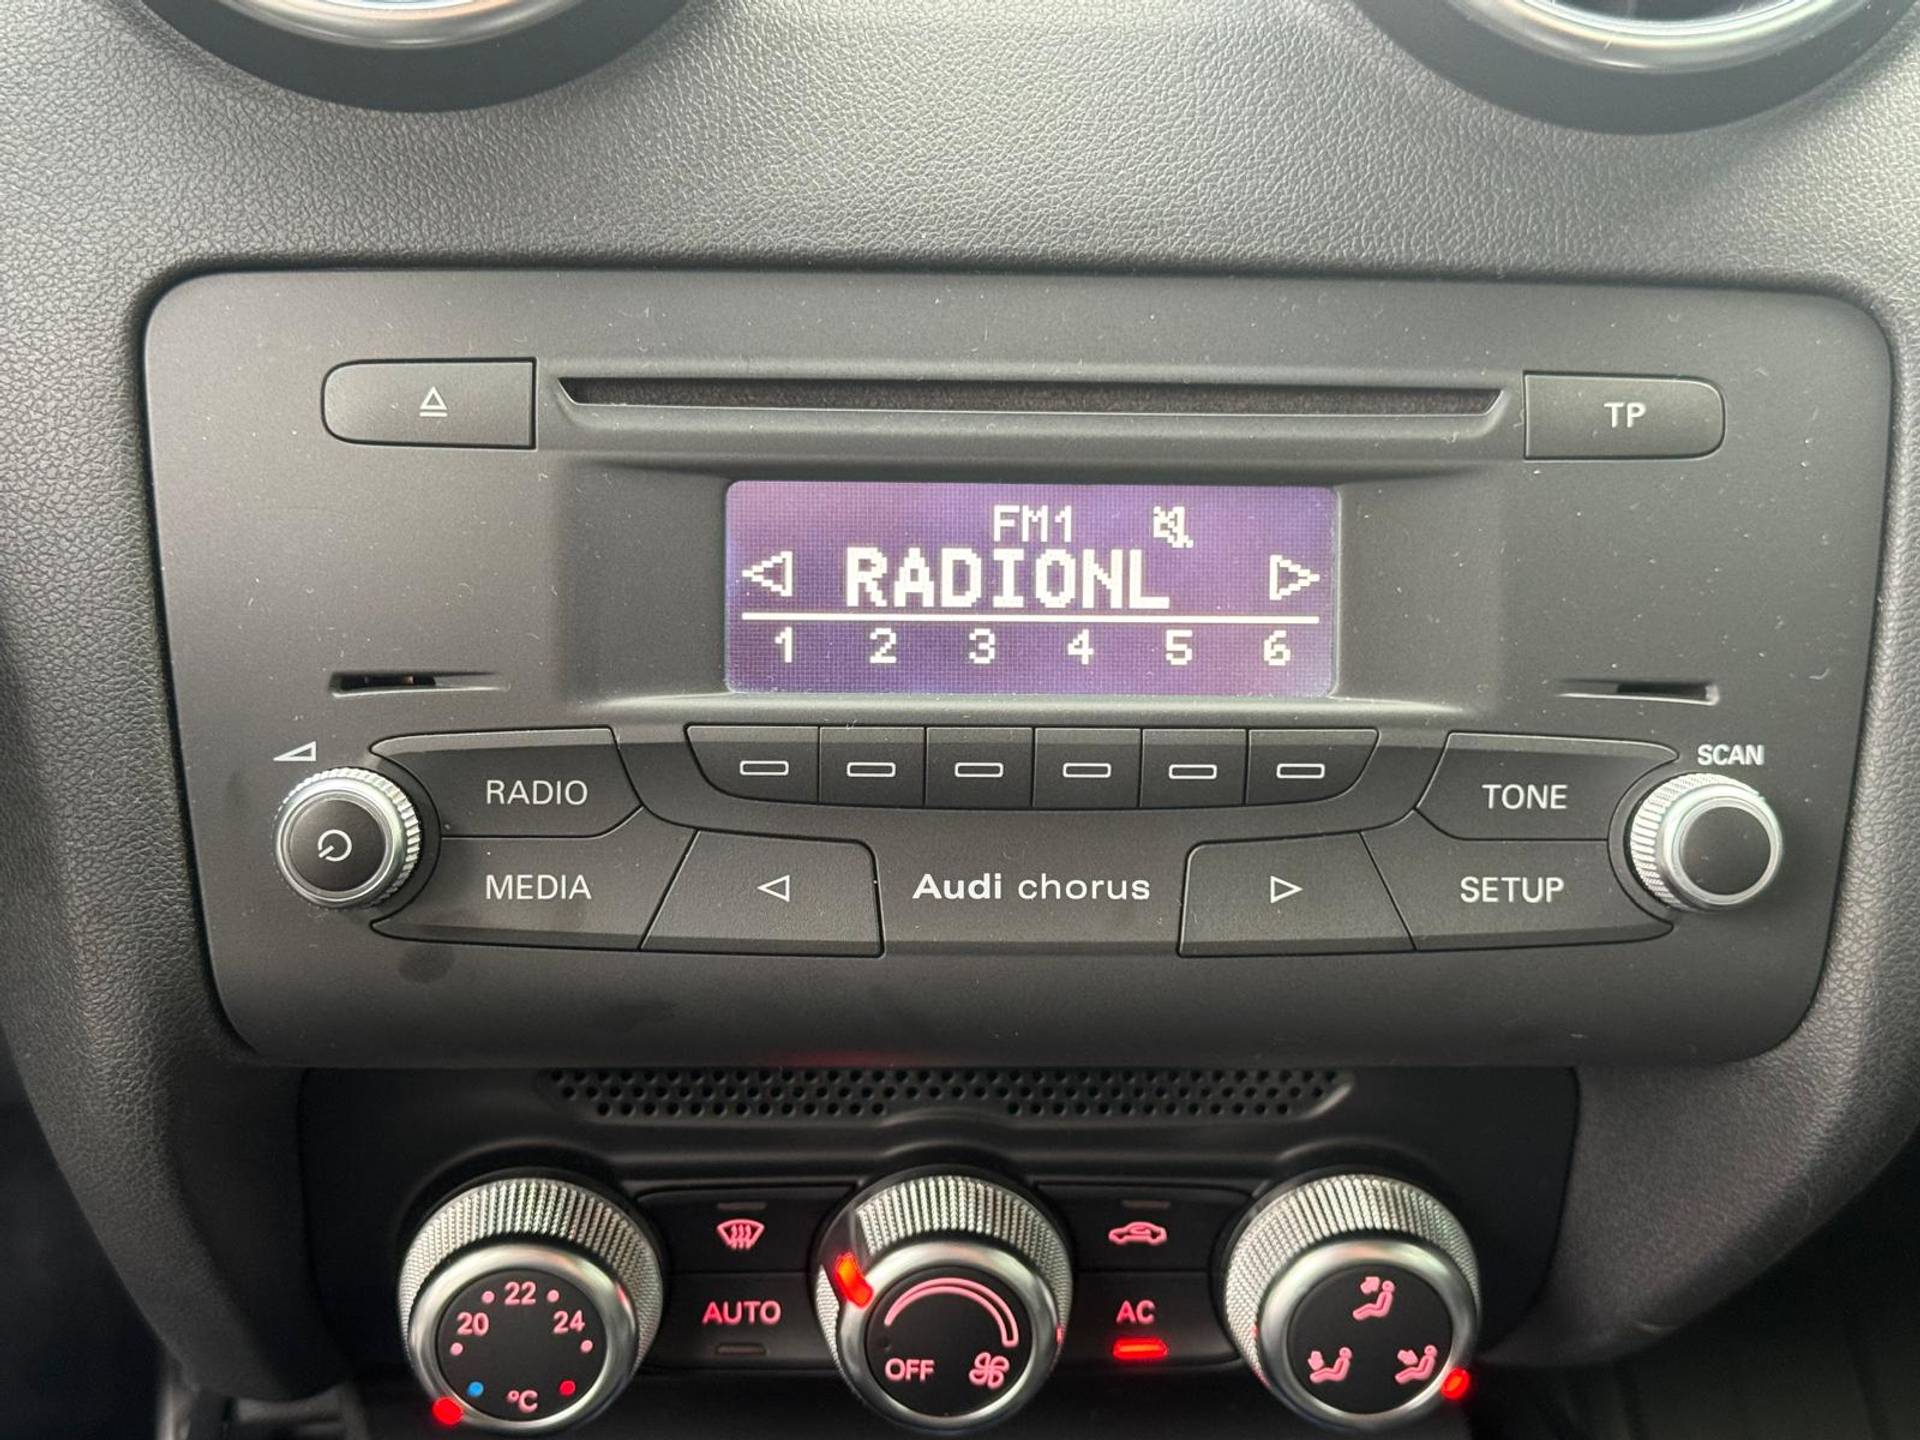 TP
FM1
RADIONL
1 2 3 4 5 6
SCAN
RADIO
TONE
MEDIA
Audi chorus
SETUP
20 22 24
°C
AUTO
OFF
AC